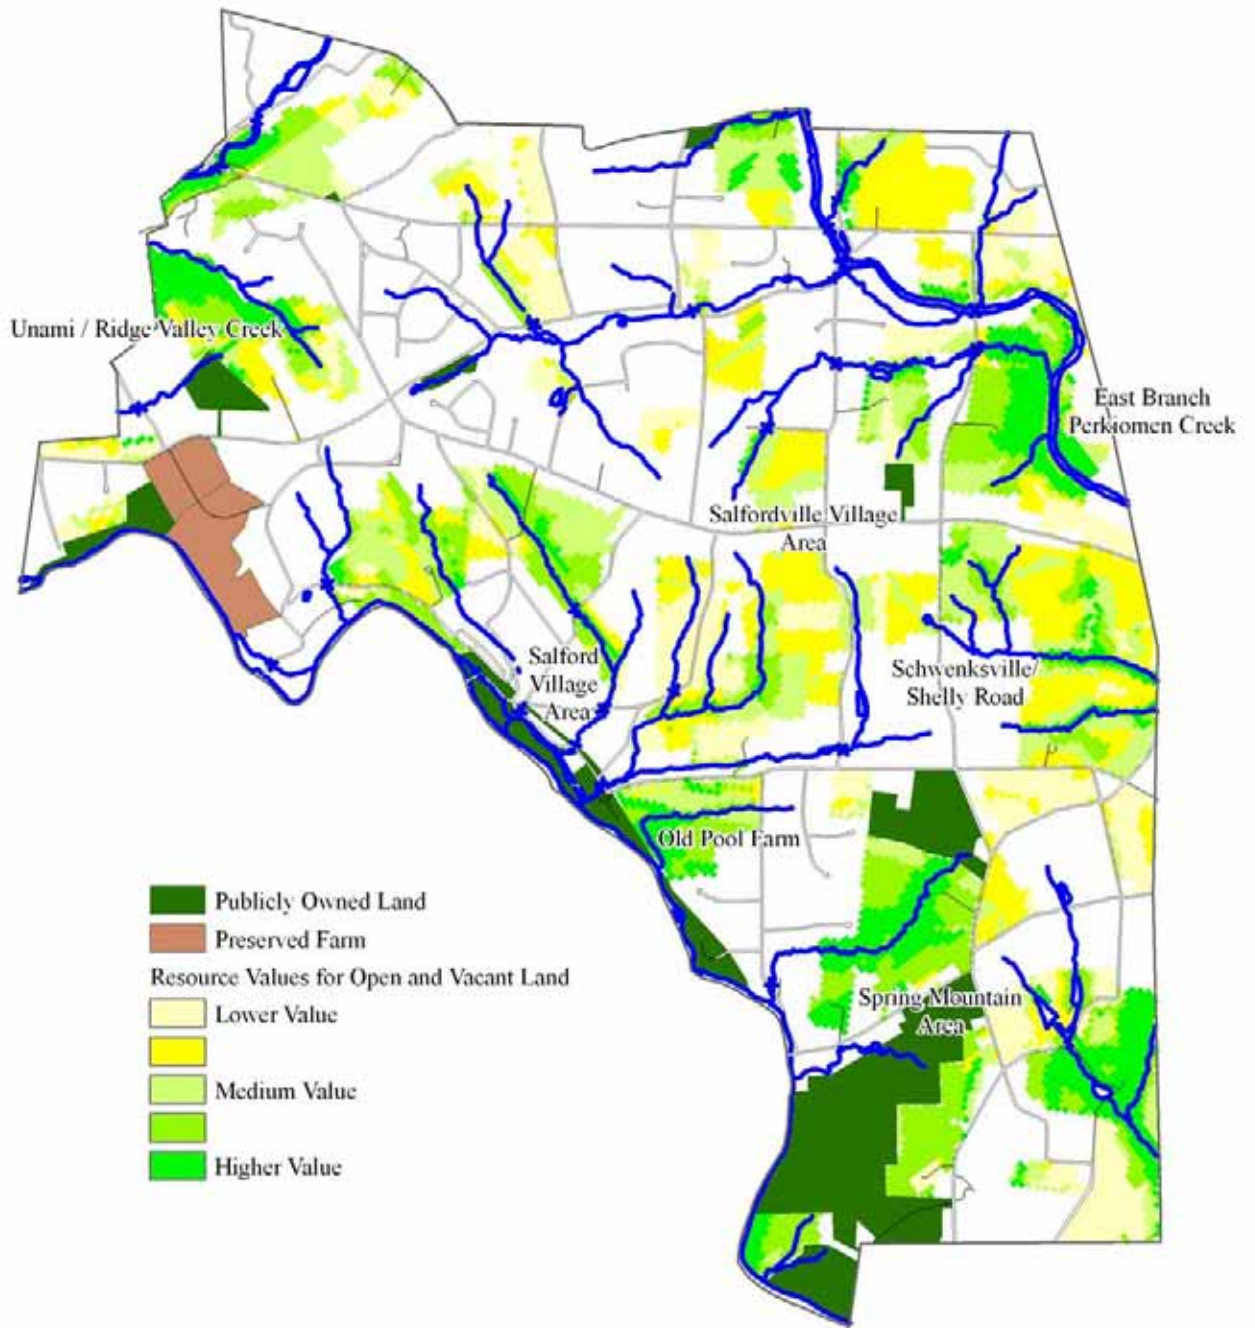 Unami / Ridge Valley Creek
East Branch
Perkiomen Creek
Salfordville Village
Area
Salford
Village
Area
Schwenksville/
Shelly Road
Old Pool Farm
Spring Mountain
Area
Publicly Owned Land
Preserved Farm
Resource Values for Open and Vacant Land
Lower Value
Medium Value
Higher Value